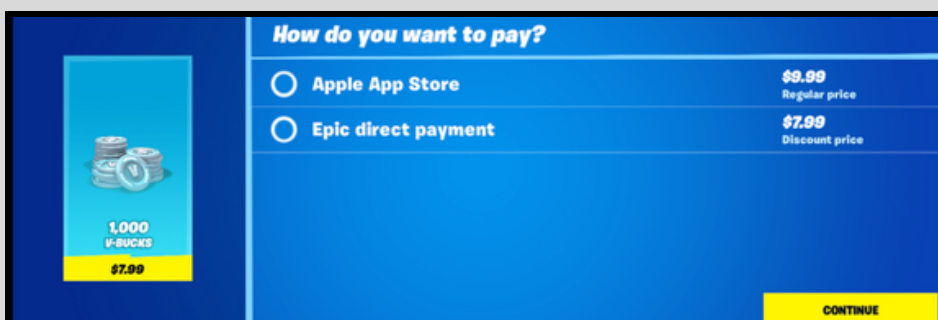 How do you want to pay?
Apple App Store
$9.99
Regular price
Epic direct payment
$7.99
Discount price
V
1,000
V-BUCKS
$7.99
CONTINUE